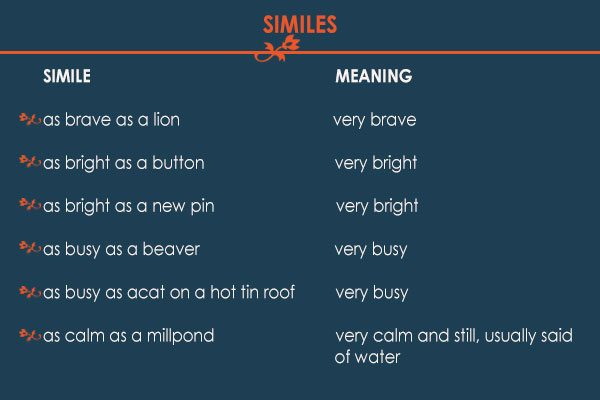 SIMILES
SIMILE MEANING
as brave as a lion very brave
as bright as a button very bright
as bright as a new pin very bright
as busy as a beaver very busy
as busy as acat on a hot tin roof very busy
as calm as a millpond very calm and still, usually said
of water